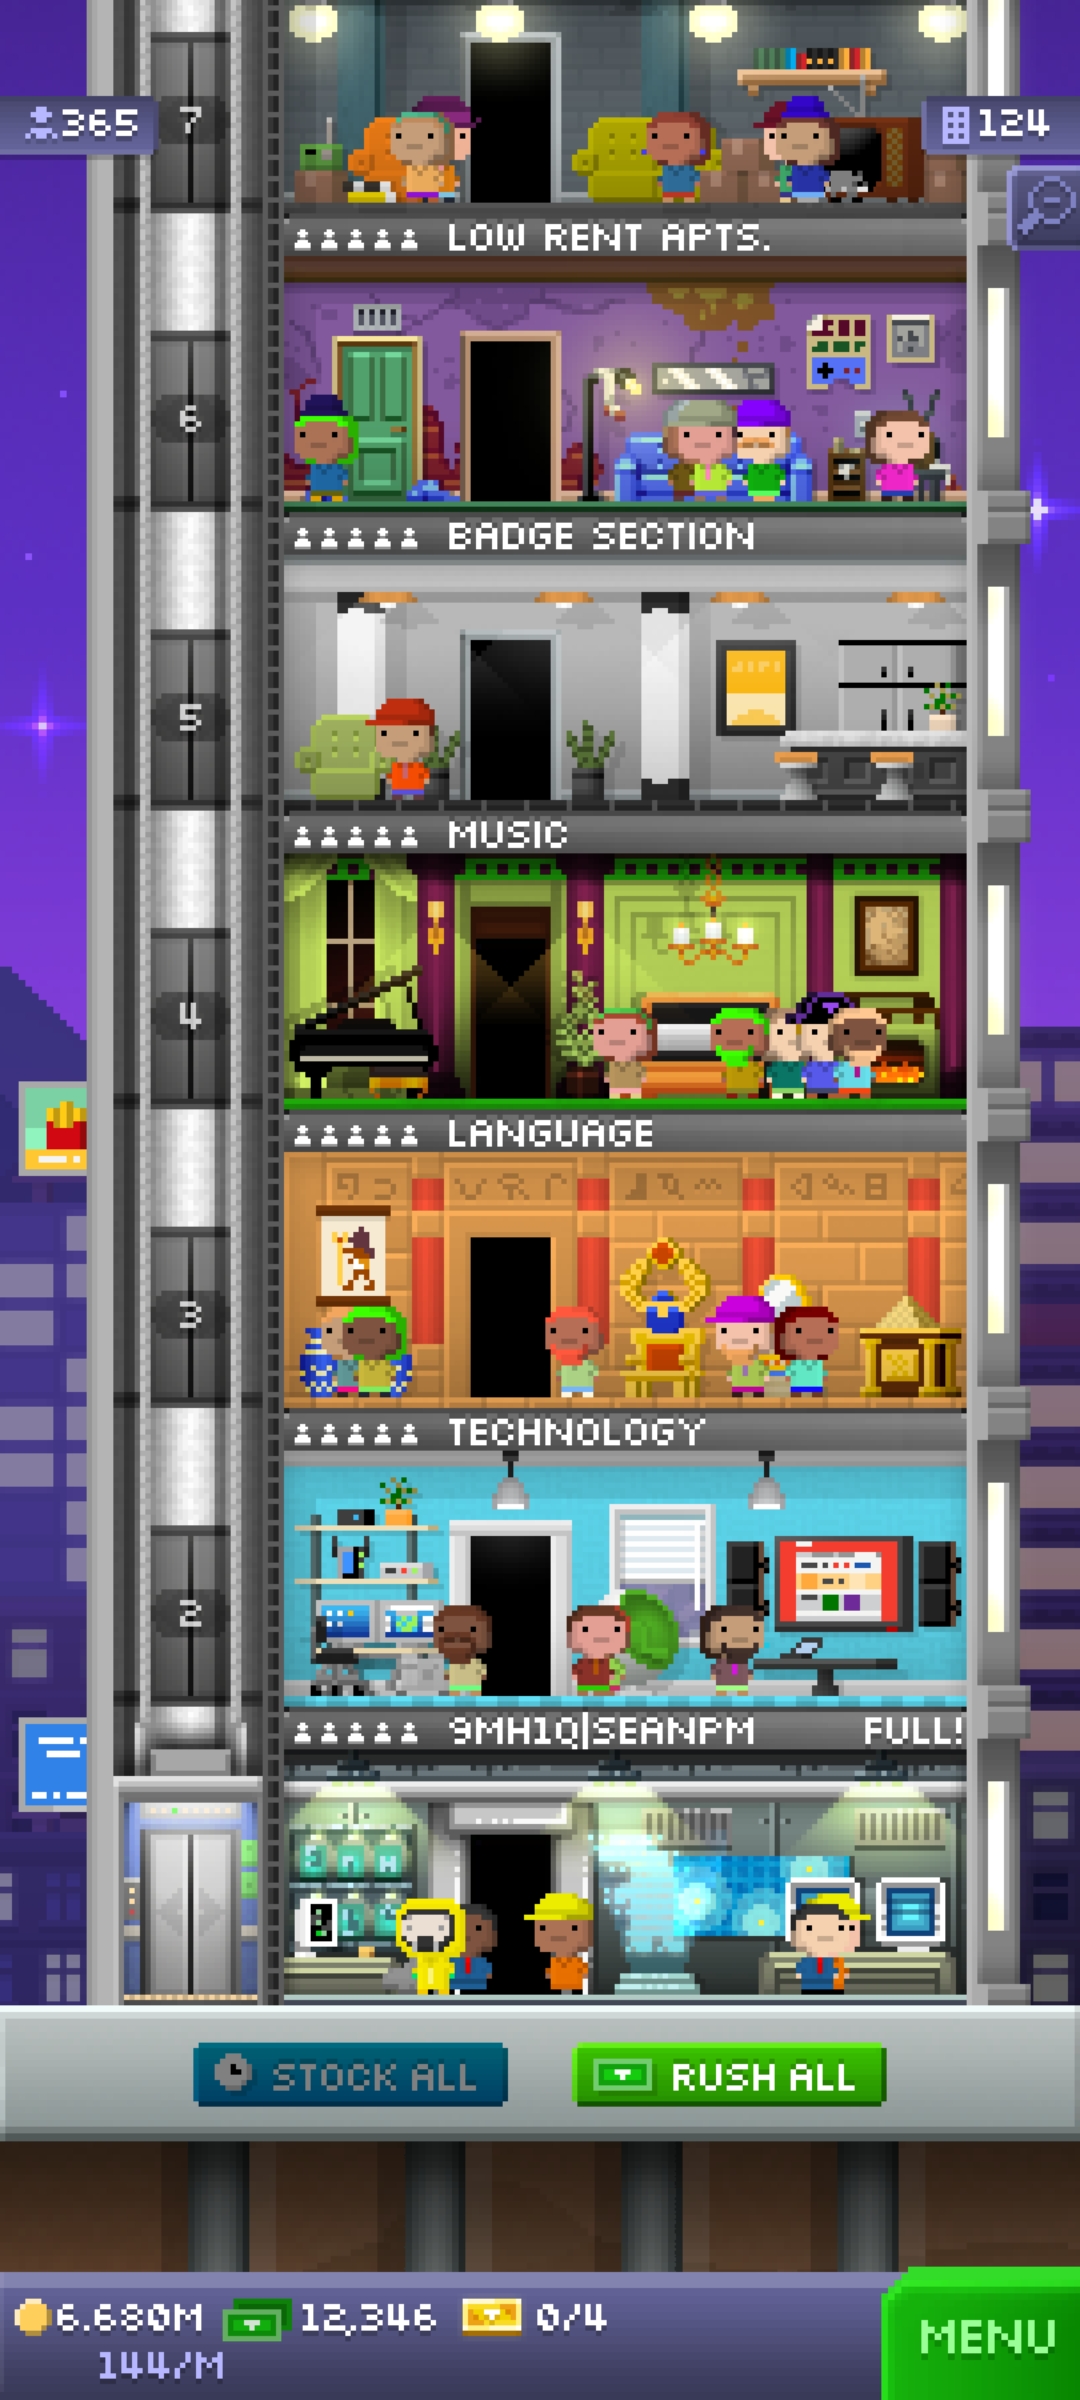 365
7
124
LOW RENT APTS.
6
BADGE SECTION
5
MUSIC
4
LANGUAGE
3
TECHNOLOGY
2
9MH1Q|SEANPM FULL!
STOCK ALL
RUSH ALL
6.680M 12,346 0/4
144/M
MENU